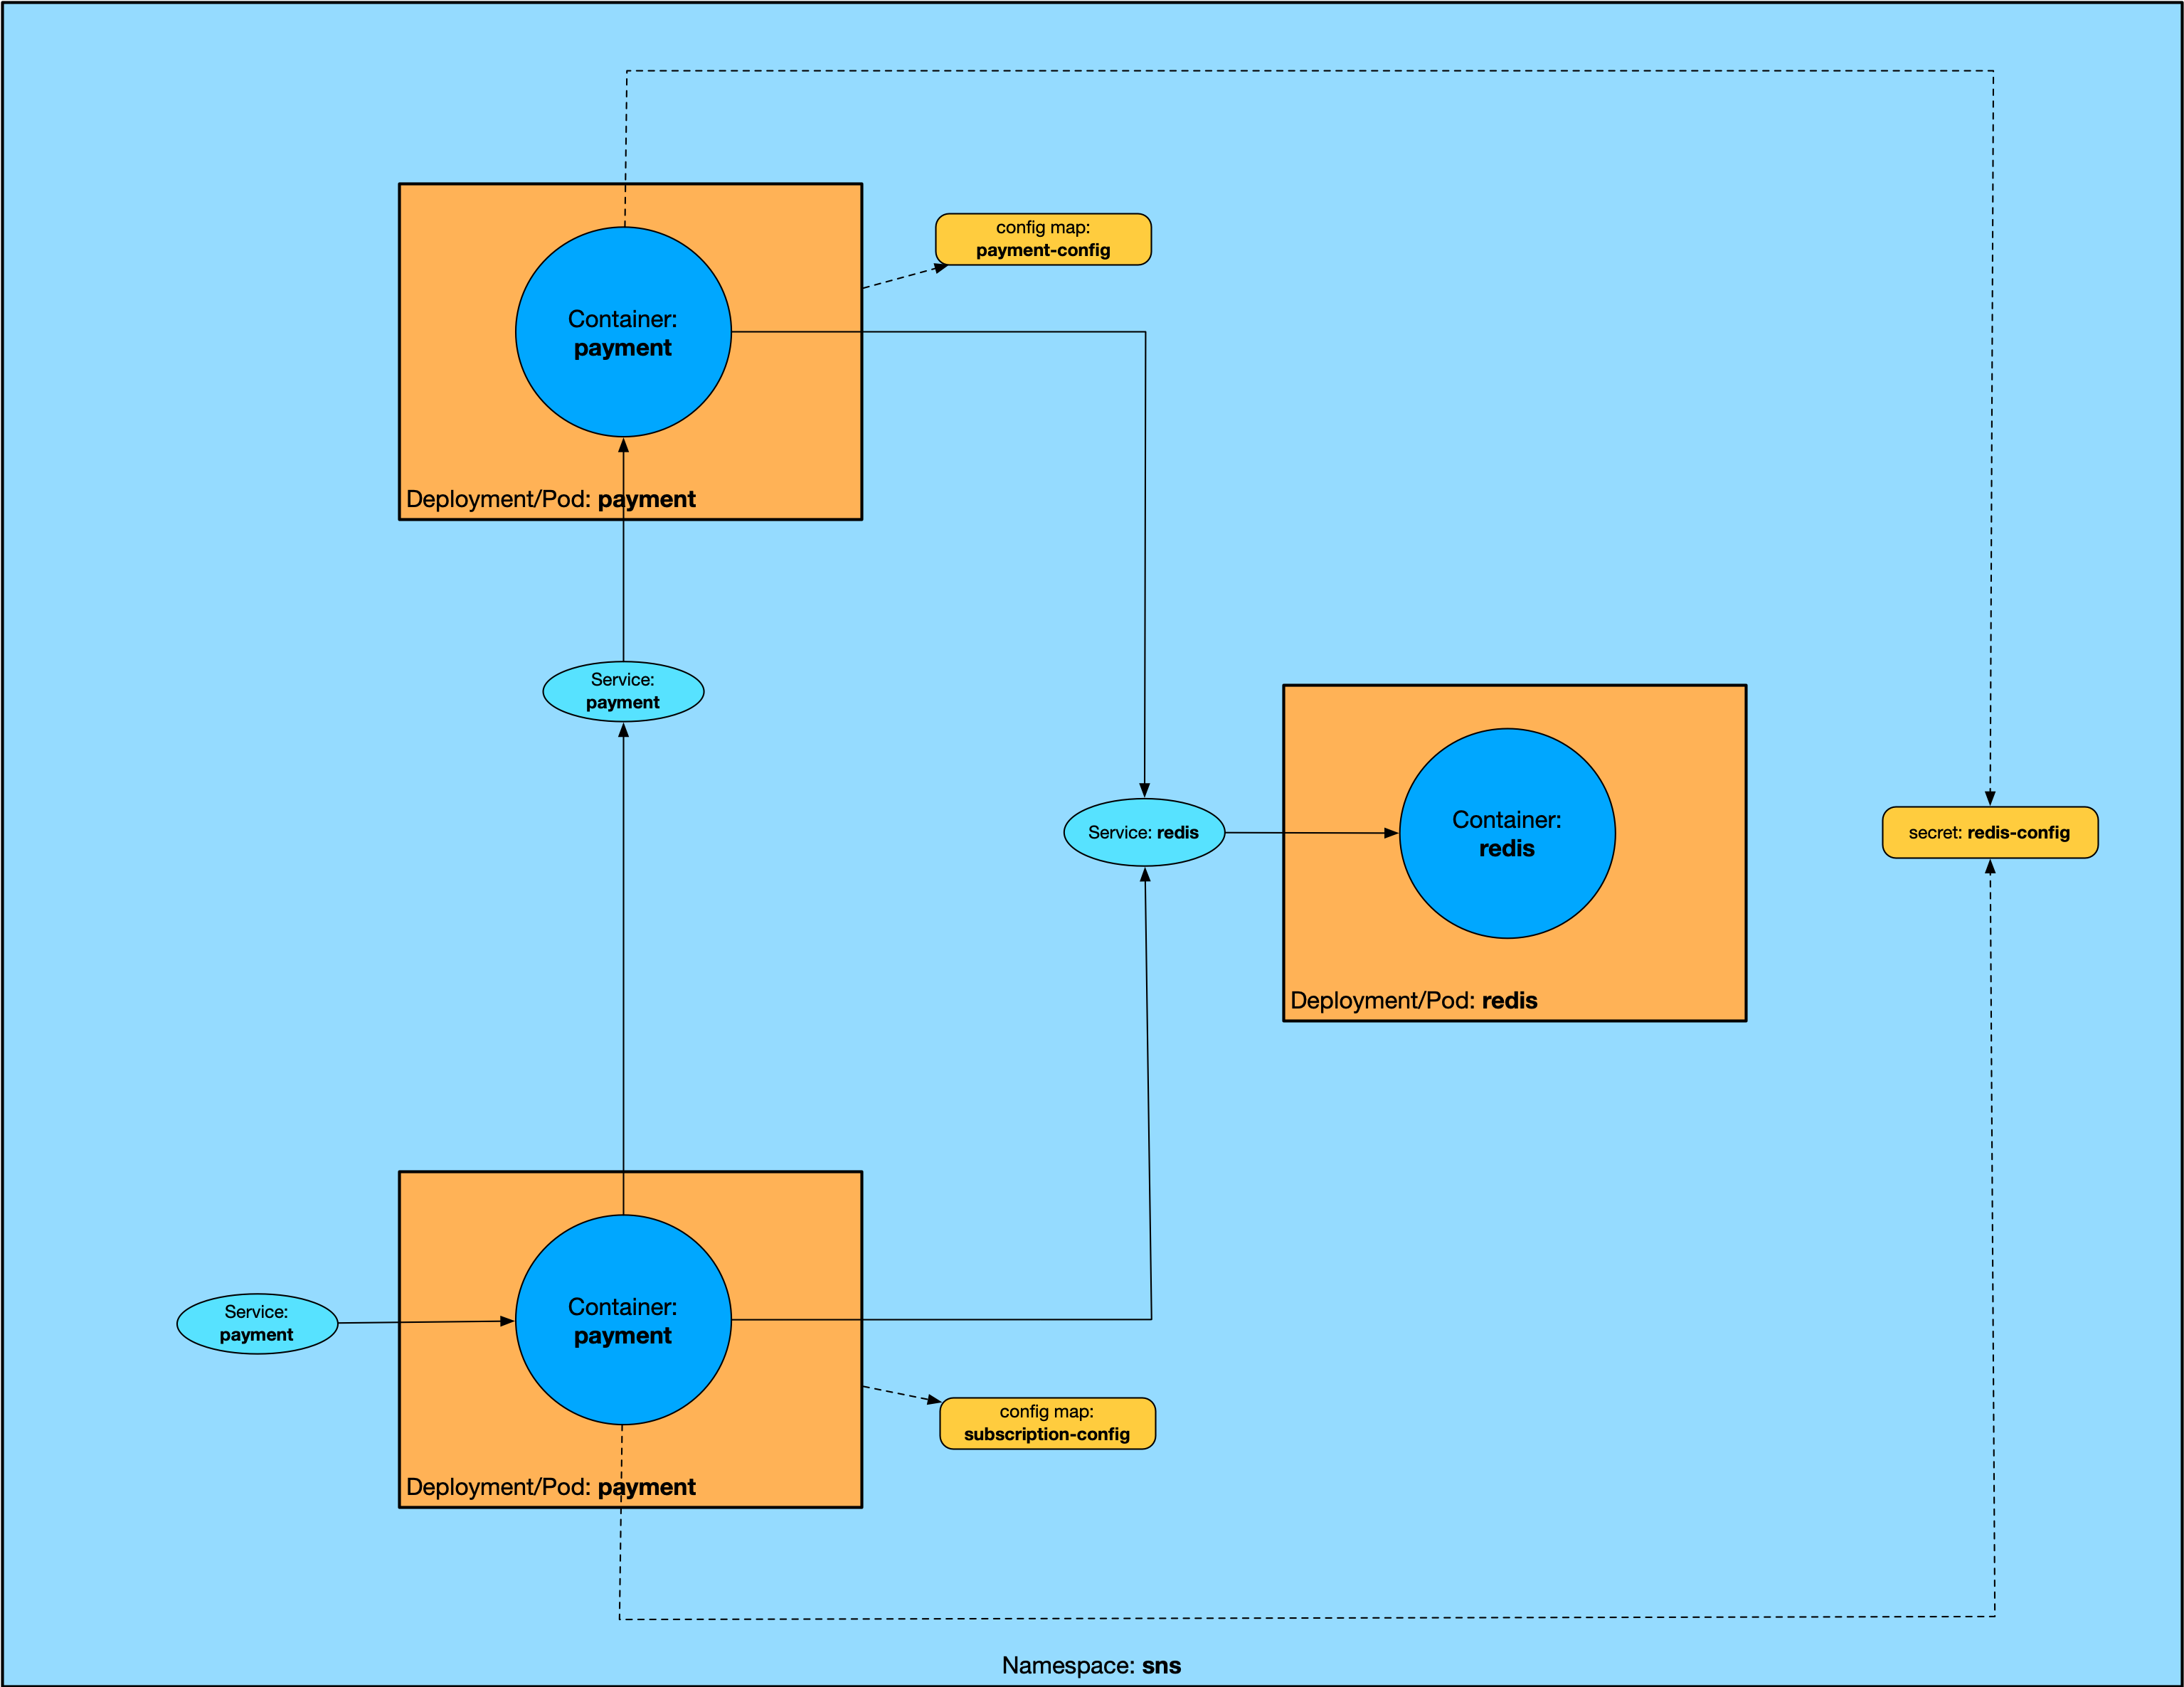 config map:
payment-config
Container:
payment
Deployment/Pod: payment
Service:
payment
Service: redis
Container:
redis
secret: redis-config
Deployment/Pod: redis
Service:
payment
Container:
payment
config map:
subscription-config
Deployment/Pod: payment
Namespace: sns